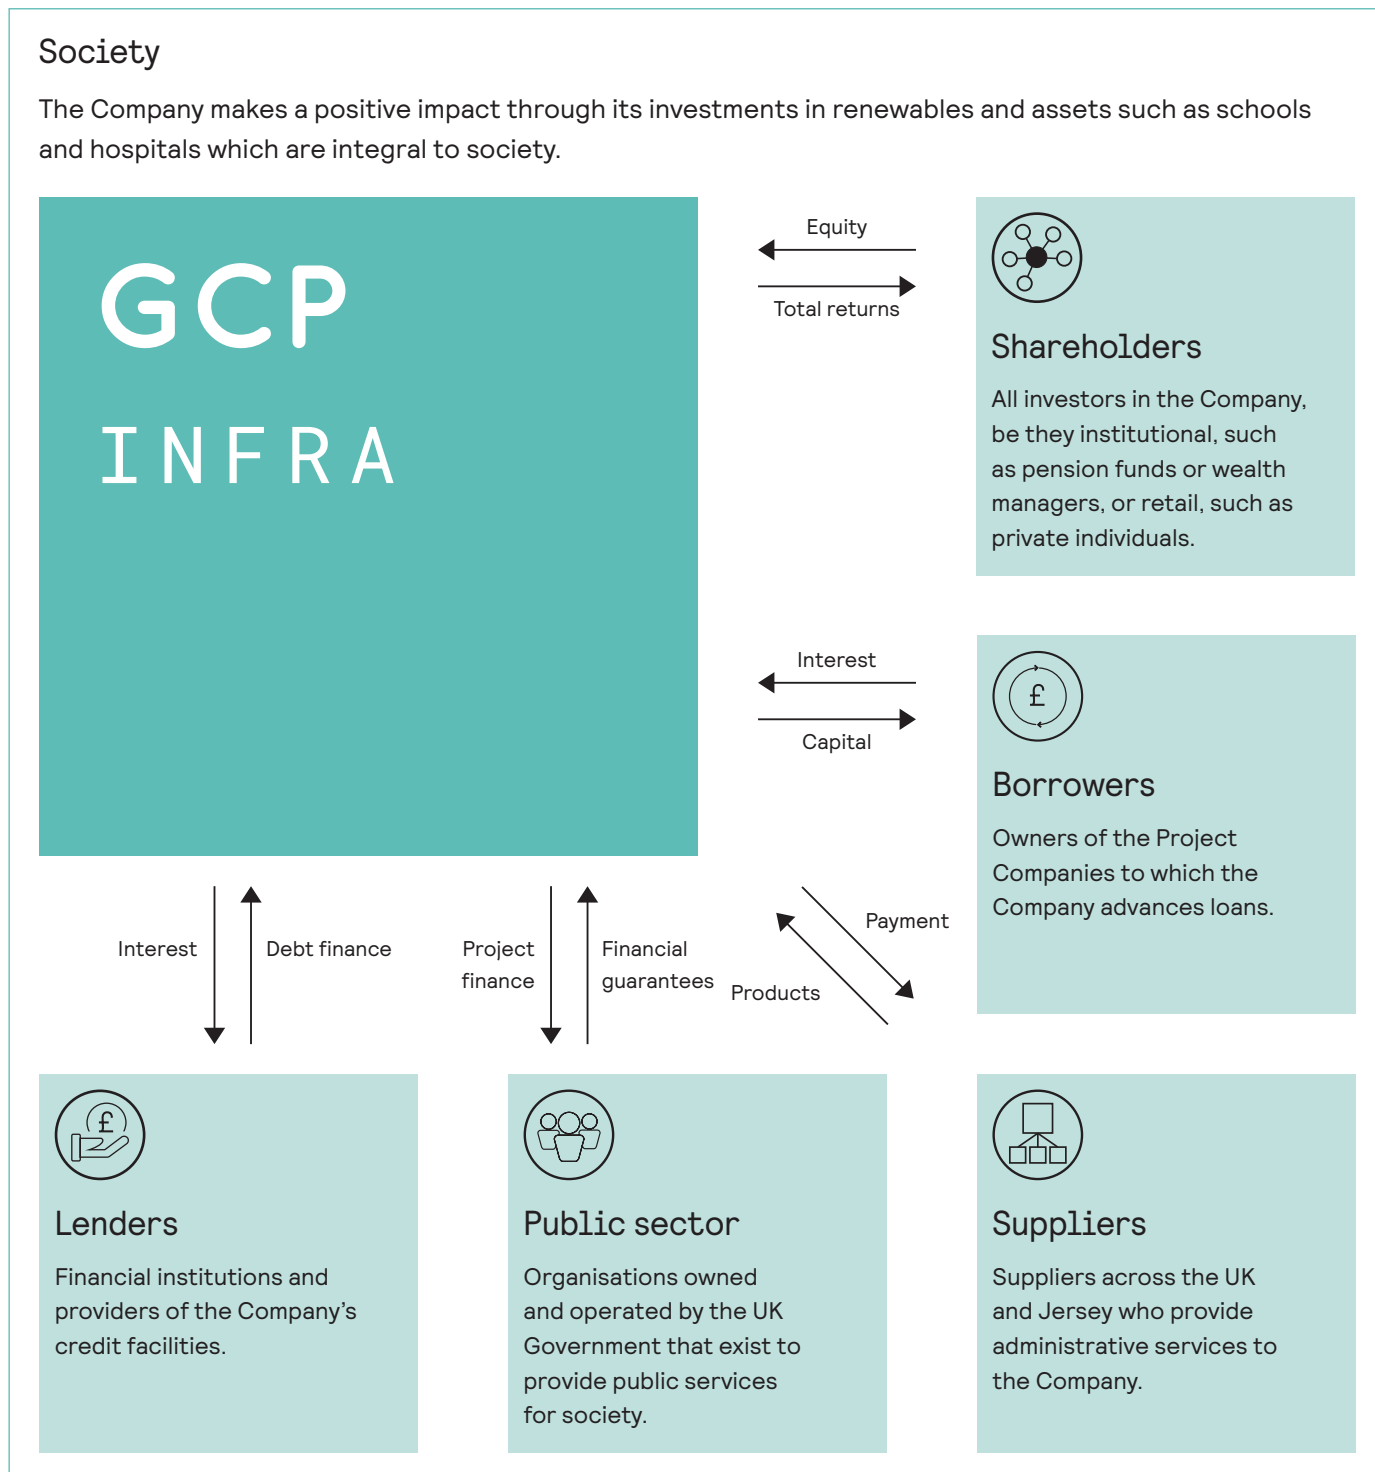 Society
The Company makes a positive impact through its investments in renewables and assets such as schools
and hospitals which are integral to society.
GCP
INFRA
Equity
Total returns
Shareholders
All investors in the Company,
be they institutional, such
as pension funds or wealth
managers, or retail, such as
private individuals.
Interest
Capital
£
Borrowers
Owners of the Project
Companies to which the
Company advances loans.
Interest
Debt finance
Project
finance
Financial
guarantees
Payment
Products
£
Lenders
Financial institutions and
providers of the Company’s
credit facilities.
Public sector
Organisations owned
and operated by the UK
Government that exist to
provide public services
for society.
Suppliers
Suppliers across the UK
and Jersey who provide
administrative services to
the Company.